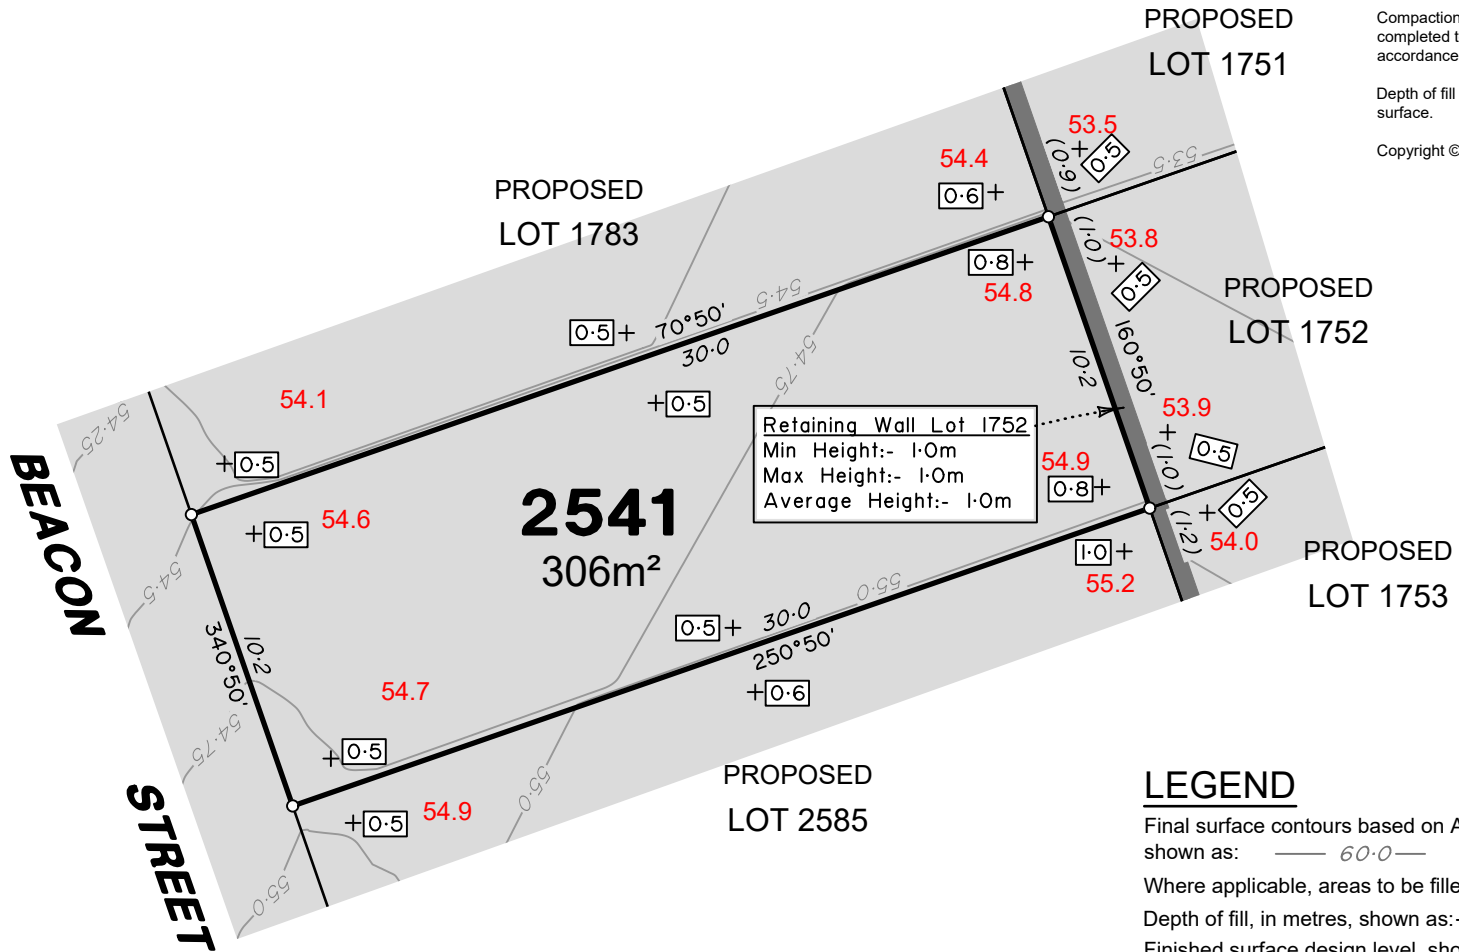 PROPOSED
LOT 1751
Compaction
completed t
accordance
Depth of fill
surface.
Copyright ©
53.5
(0·9)
0·5
53·5
54.4
0·6
PROPOSED
LOT 1783
(1·0)
53.8
0·5
0·8
54.8
PROPOSED
LOT 1752
54·5
70°50'
30·0
0·5
54·75
0·5
10·2
160°50'
54.1
54·25
0·5
Retaining Wall Lot 1752
Min Height:- 1·0m
Max Height:- 1·0m
Average Height:- 1·0m
53.9
(1·0)
0·5
54.9
0·8
BEACON
STREET
0·5
54.6
2541
306m²
54·5
(1·2)
0·5
54.0
1·0
55.2
PROPOSED
LOT 1753
55·0
30·0
250°50'
0·5
0·6
340°50'
10·2
54.7
54·75
0·5
0·5
54.9
55·0
55·0
PROPOSED
LOT 2585
LEGEND
Final surface contours based on A
shown as: 60·0
Where applicable, areas to be fille
Depth of fill, in metres, shown as:-
Finished surface design level, sho